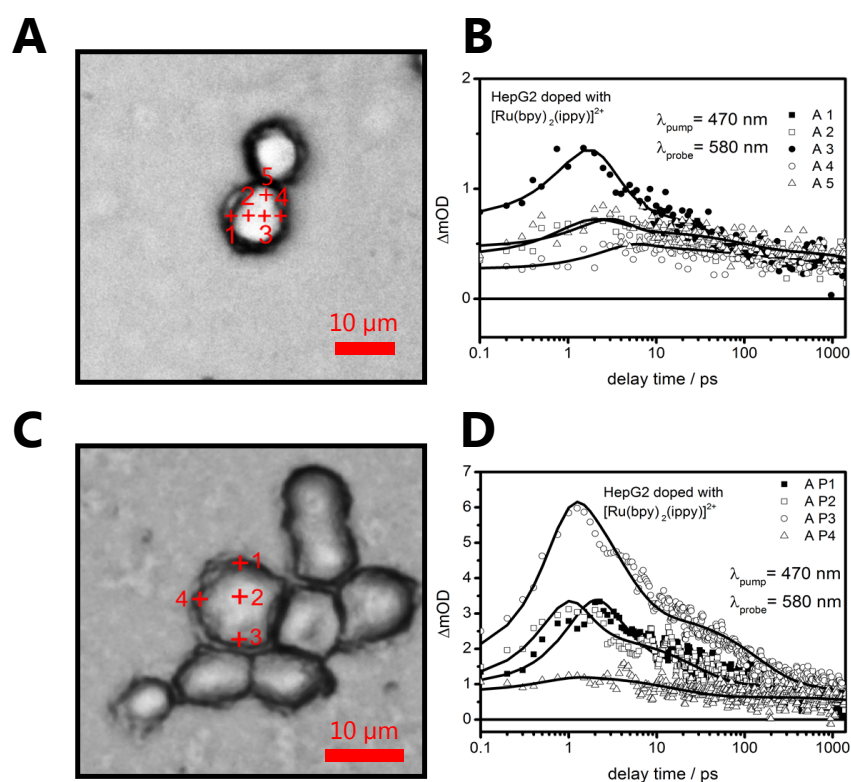 A
5
2 4
1 3
10 μm
B
2
1
0
ΔmOD
HepG2 doped with
[Ru(bpy)₂(ippy)]²⁺
λpump= 470 nm
λprobe= 580 nm
A 1
A 2
A 3
A 4
A 5
0.1 1 10 100 1000
delay time / ps
C
1
4 2
3
10 μm
D
7
6
5
4
3
2
1
0
ΔmOD
HepG2 doped with
[Ru(bpy)₂(ippy)]²⁺
A P1
A P2
A P3
A P4
λpump= 470 nm
λprobe= 580 nm
0.1 1 10 100 1000
delay time / ps